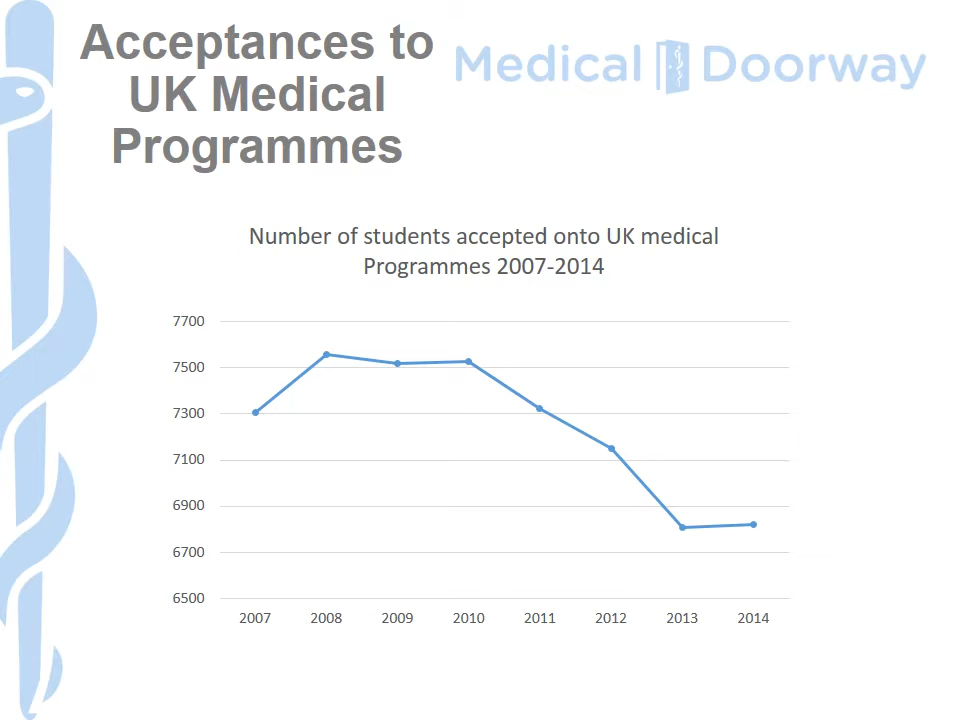 Acceptances to
UK Medical
Programmes
Medical Doorway
Number of students accepted onto UK medical
Programmes 2007-2014
7700
7500
7300
7100
6900
6700
6500
2007 2008 2009 2010 2011 2012 2013 2014